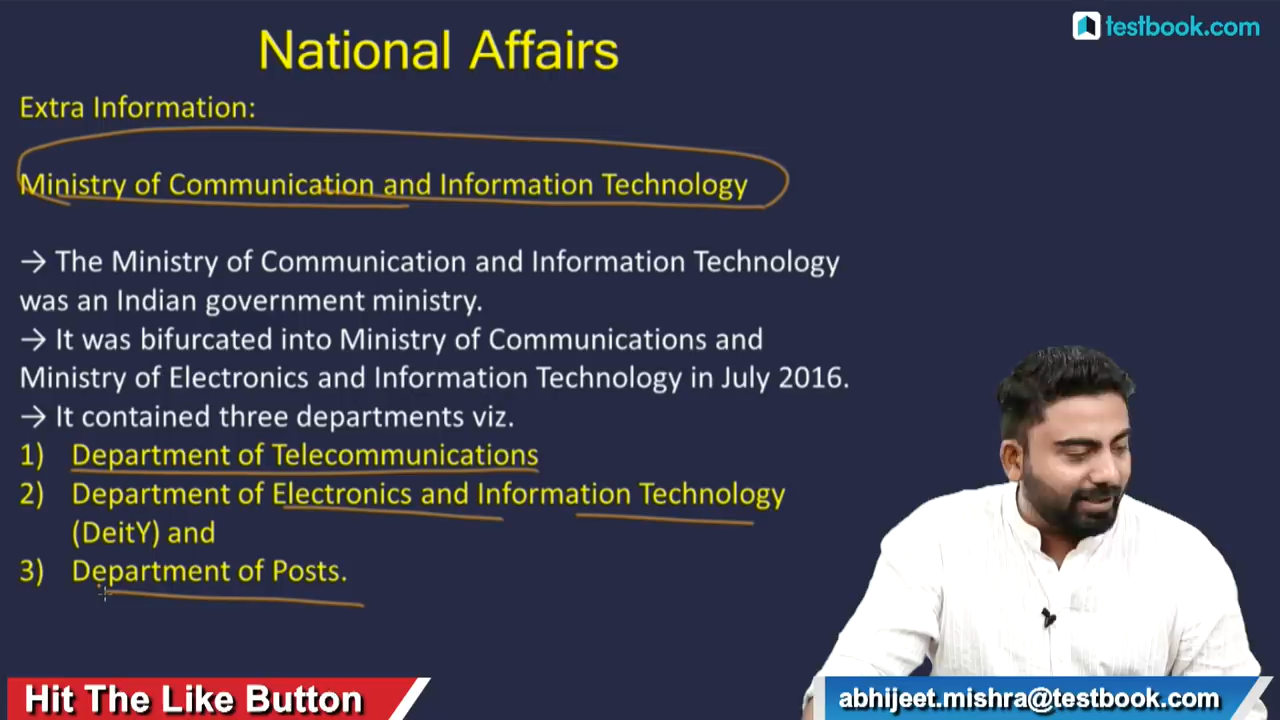 National Affairs
testbook.com
Extra Information:
Ministry of Communication and Information Technology
→ The Ministry of Communication and Information Technology
was an Indian government ministry.
→ It was bifurcated into Ministry of Communications and
Ministry of Electronics and Information Technology in July 2016.
→ It contained three departments viz.
1) Department of Telecommunications
2) Department of Electronics and Information Technology
(DeitY) and
3) Department of Posts.
Hit The Like Button
abhijeet.mishra@testbook.com